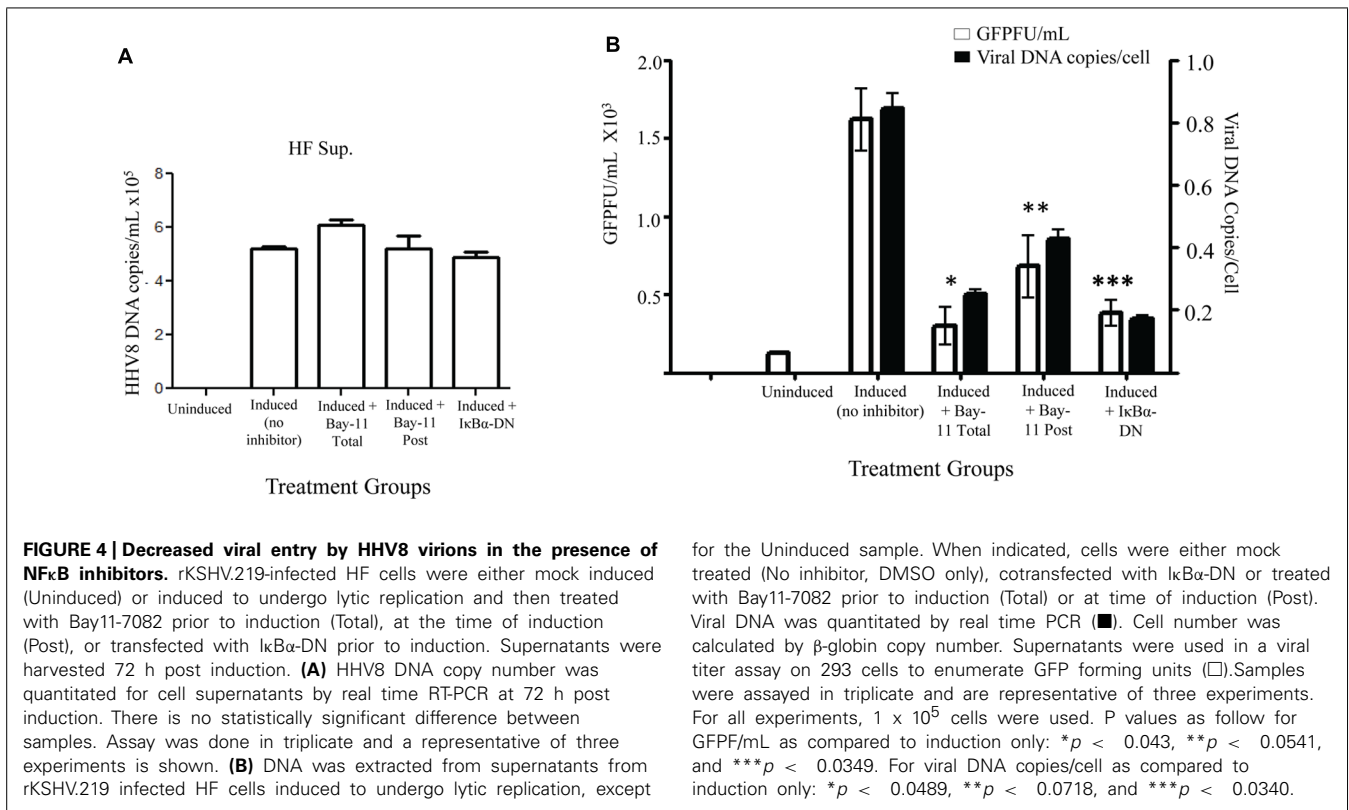 A
HF Sup.
HHV8 DNA copies/mL x10⁵
8
6
4
2
0
Uninduced
Induced (no inhibitor)
Induced + Bay-11 Total
Induced + Bay-11 Post
Induced + IκBα-DN
Treatment Groups
B
□ GFPFU/mL
■ Viral DNA copies/cell
GFPFU/mL X10³
2.0
1.5
1.0
0.5
1.0
0.8
0.6
0.4
0.2
Viral DNA Copies/Cell
*
**
***
Uninduced
Induced (no inhibitor)
Induced + Bay-11 Total
Induced + Bay-11 Post
Induced + IκBα-DN
Treatment Groups
FIGURE 4 | Decreased viral entry by HHV8 virions in the presence of
NFκB inhibitors. rKSHV.219-infected HF cells were either mock induced
(Uninduced) or induced to undergo lytic replication and then treated
with Bay11-7082 prior to induction (Total), at the time of induction
(Post), or transfected with IκBα-DN prior to induction. Supernatants were
harvested 72 h post induction. (A) HHV8 DNA copy number was
quantitated for cell supernatants by real time RT-PCR at 72 h post
induction. There is no statistically significant difference between
samples. Assay was done in triplicate and a representative of three
experiments is shown. (B) DNA was extracted from supernatants from
rKSHV.219 infected HF cells induced to undergo lytic replication, except
for the Uninduced sample. When indicated, cells were either mock
treated (No inhibitor, DMSO only), cotransfected with IκBα-DN or treated
with Bay11-7082 prior to induction (Total) or at time of induction (Post).
Viral DNA was quantitated by real time PCR (■). Cell number was
calculated by β-globin copy number. Supernatants were used in a viral
titer assay on 293 cells to enumerate GFP forming units (□).Samples
were assayed in triplicate and are representative of three experiments.
For all experiments, 1 x 10⁵ cells were used. P values as follow for
GFPF/mL as compared to induction only: *p < 0.043, **p < 0.0541,
and ***p < 0.0349. For viral DNA copies/cell as compared to
induction only: *p < 0.0489, **p < 0.0718, and ***p < 0.0340.